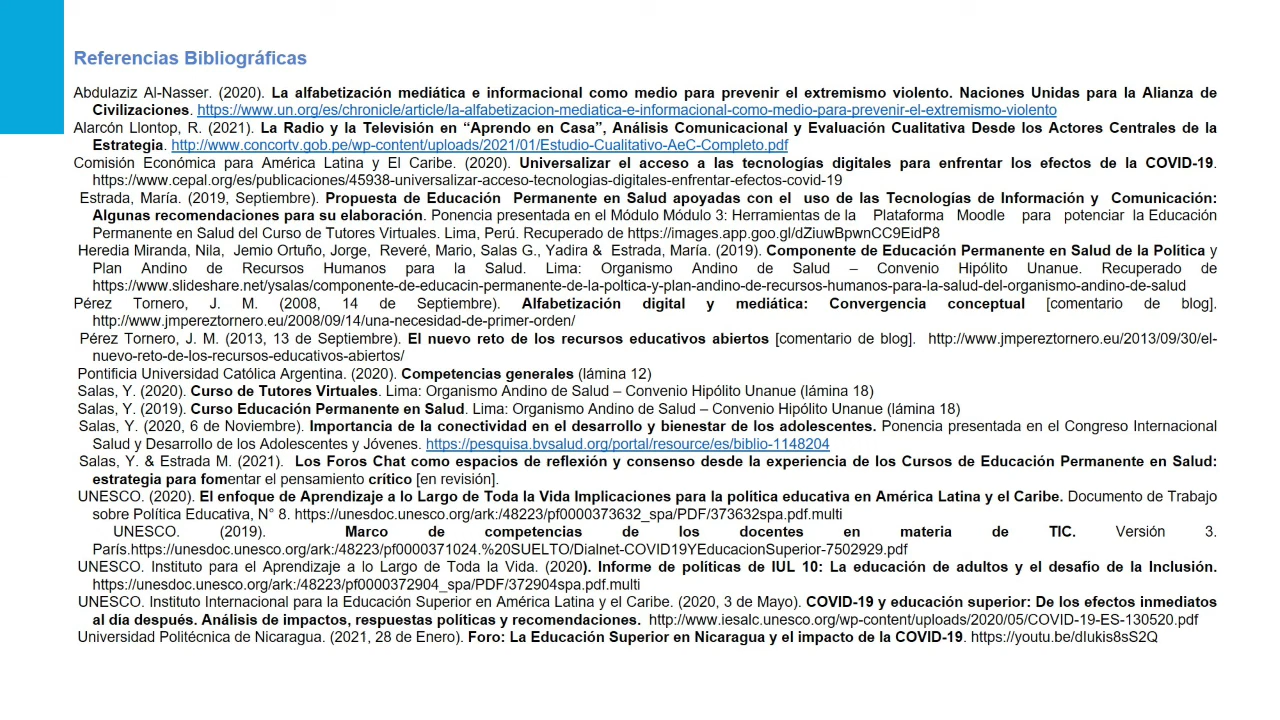 Referencias Bibliográficas
Abdulaziz Al-Nasser. (2020). La alfabetización mediática e informacional como medio para prevenir el extremismo violento. Naciones Unidas para la Alianza de
Civilizaciones. https://www.un.org/es/chronicle/article/la-alfabetizacion-mediatica-e-informacional-como-medio-para-prevenir-el-extremismo-violento
Alarcón Llontop, R. (2021). La Radio y la Televisión en “Aprendo en Casa”, Análisis Comunicacional y Evaluación Cualitativa Desde los Actores Centrales de la
Estrategia. http://www.concortv.gob.pe/wp-content/uploads/2021/01/Estudio-Cualitativo-AeC-Completo.pdf
Comisión Económica para América Latina y El Caribe. (2020). Universalizar el acceso a las tecnologías digitales para enfrentar los efectos de la COVID-19.
https://www.cepal.org/es/publicaciones/45938-universalizar-acceso-tecnologias-digitales-enfrentar-efectos-covid-19
Estrada, María. (2019, Septiembre). Propuesta de Educación Permanente en Salud apoyadas con el uso de las Tecnologías de Información y Comunicación:
Algunas recomendaciones para su elaboración. Ponencia presentada en el Módulo Módulo 3: Herramientas de la Plataforma Moodle para potenciar la Educación
Permanente en Salud del Curso de Tutores Virtuales. Lima, Perú. Recuperado de https://images.app.goo.gl/dZiuwBpwnCC9EidP8
Heredia Miranda, Nila, Jemio Ortuño, Jorge, Reveré, Mario, Salas G., Yadira & Estrada, María. (2019). Componente de Educación Permanente en Salud de la Política y
Plan Andino de Recursos Humanos para la Salud. Lima: Organismo Andino de Salud – Convenio Hipólito Unanue. Recuperado de
https://www.slideshare.net/ysalas/componente-de-educacin-permanente-de-la-poltca-y-plan-andino-de-recursos-humanos-para-la-salud-del-organismo-andino-de-salud
Pérez Tornero, J. M. (2008, 14 de Septiembre). Alfabetización digital y mediática: Convergencia conceptual [comentario de blog].
http://www.jmpereztornero.eu/2008/09/14/una-necesidad-de-primer-orden/
Pérez Tornero, J. M. (2013, 13 de Septiembre). El nuevo reto de los recursos educativos abiertos [comentario de blog]. http://www.jmpereztornero.eu/2013/09/30/el-
nuevo-reto-de-los-recursos-educativos-abiertos/
Pontificia Universidad Católica Argentina. (2020). Competencias generales (lámina 12)
Salas, Y. (2020). Curso de Tutores Virtuales. Lima: Organismo Andino de Salud – Convenio Hipólito Unanue (lámina 18)
Salas, Y. (2019). Curso Educación Permanente en Salud. Lima: Organismo Andino de Salud – Convenio Hipólito Unanue (lámina 18)
Salas, Y. (2020, 6 de Noviembre). Importancia de la conectividad en el desarrollo y bienestar de los adolescentes. Ponencia presentada en el Congreso Internacional
Salud y Desarrollo de los Adolescentes y Jóvenes. https://pesquisa.bvsalud.org/portal/resource/es/biblio-1148204
Salas, Y. & Estrada M. (2021). Los Foros Chat como espacios de reflexión y consenso desde la experiencia de los Cursos de Educación Permanente en Salud:
estrategia para fomentar el pensamiento crítico [en revisión].
UNESCO. (2020). El enfoque de Aprendizaje a lo Largo de Toda la Vida Implicaciones para la política educativa en América Latina y el Caribe. Documento de Trabajo
sobre Política Educativa, N° 8. https://unesdoc.unesco.org/ark:/48223/pf0000373632_spa/PDF/373632spa.pdf.multi
UNESCO. (2019). Marco de competencias de los docentes en materia de TIC. Versión 3.
París.https://unesdoc.unesco.org/ark:/48223/pf0000371024.%20SUELTO/Dialnet-COVID19YEducacionSuperior-7502929.pdf
UNESCO. Instituto para el Aprendizaje a lo Largo de Toda la Vida. (2020). Informe de políticas de IUL 10: La educación de adultos y el desafío de la Inclusión.
https://unesdoc.unesco.org/ark:/48223/pf0000372904_spa/PDF/372904spa.pdf.multi
UNESCO. Instituto Internacional para la Educación Superior en América Latina y el Caribe. (2020, 3 de Mayo). COVID-19 y educación superior: De los efectos inmediatos
al día después. Análisis de impactos, respuestas políticas y recomendaciones. http://www.iesalc.unesco.org/wp-content/uploads/2020/05/COVID-19-ES-130520.pdf
Universidad Politécnica de Nicaragua. (2021, 28 de Enero). Foro: La Educación Superior en Nicaragua y el impacto de la COVID-19. https://youtu.be/dIukis8sS2Q